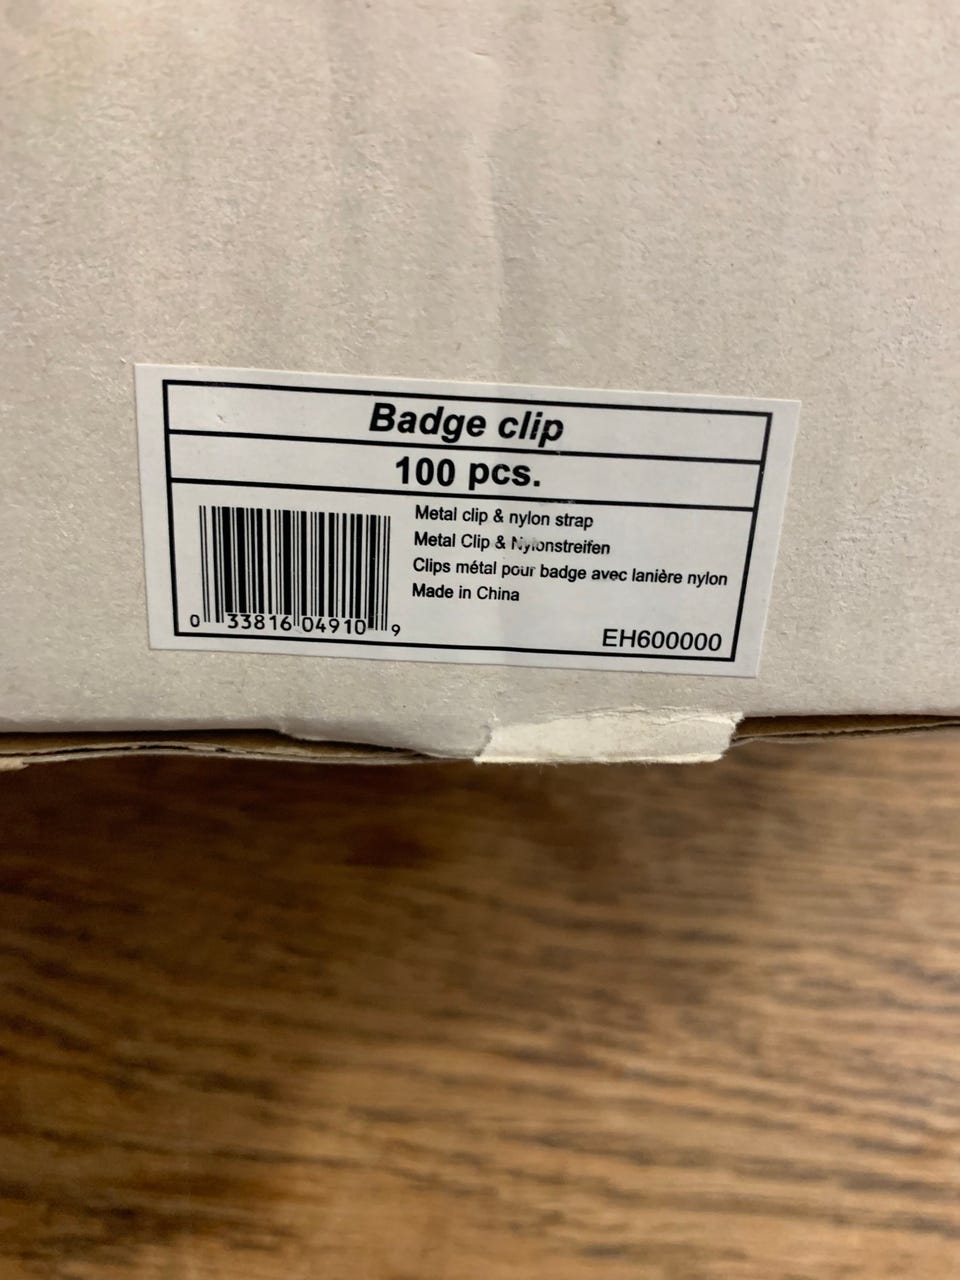 Badge clip
100 pcs.
Metal clip & nylon strap
Metal Clip & Nylonstreifen
Clips métal pour badge avec lanière nylon
Made in China
0 33816 04910 9
EH600000